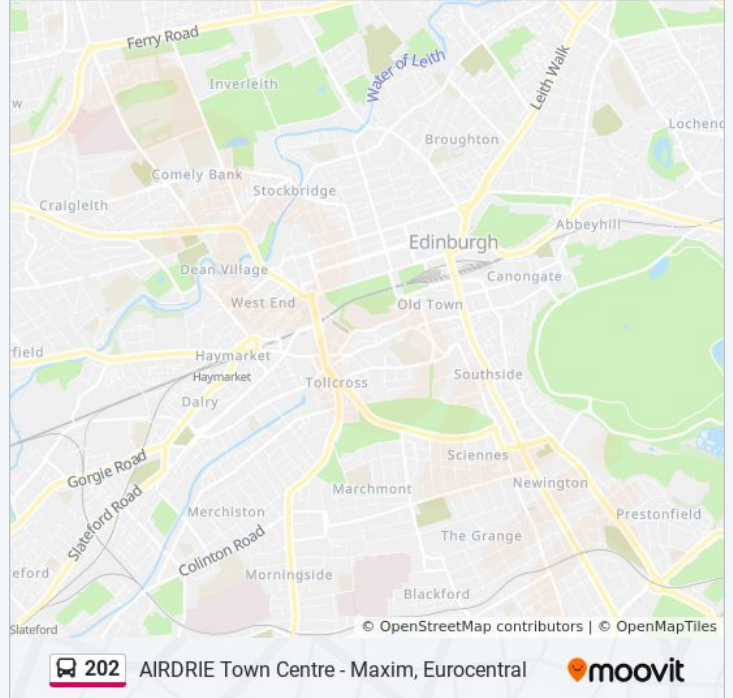 Ferry Road
Water of Leith
Leith Walk
Inverleith
w
Lochend
Broughton
Comely Bank
Stockbridge
Craigleith
Abbeyhill
Edinburgh
Dean Village
Canongate
West End
Old Town
field
Haymarket
Haymarket
Tollcross
Southside
Dalry
Sciennes
Gorgie Road
Marchmont
Newington
Slateford Road
Merchiston
Prestonfield
Colinton Road
The Grange
eford
Morningside
Blackford
Slateford
© OpenStreetMap contributors | © OpenMapTiles
202 AIRDRIE Town Centre - Maxim, Eurocentral moovit